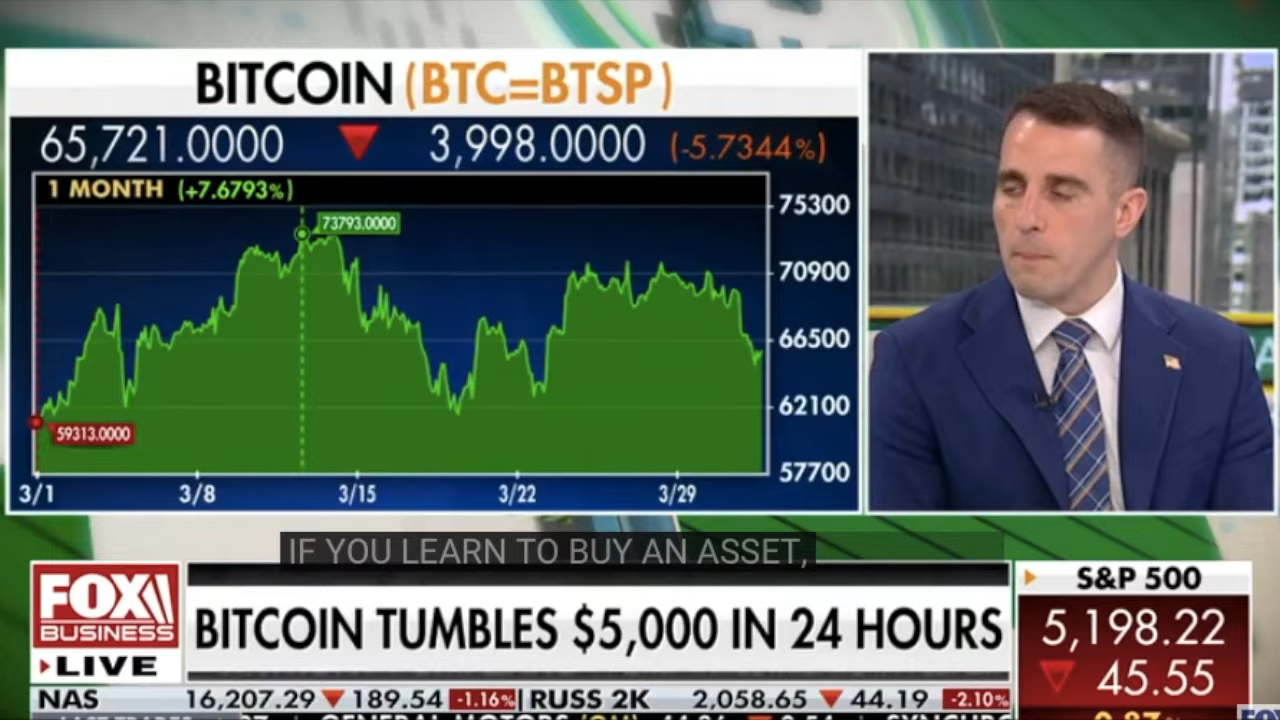 BITCOIN (BTC=BTSP)
65,721.0000 ▼ 3,998.0000 (-5.7344%)
1 MONTH (+7.6793%)
75300
73793.0000
70900
66500
62100
59313.0000
57700
3/1 3/8 3/15 3/22 3/29
IF YOU LEARN TO BUY AN ASSET,
FOX
BUSINESS
LIVE
BITCOIN TUMBLES $5,000 IN 24 HOURS
S&P 500
5,198.22
▼ 45.55
NAS 16,207.29 ▼ 189.54 -1.16% RUSS 2K 2,058.65 ▼ 44.19 -2.10%
GENERAL MOTORS